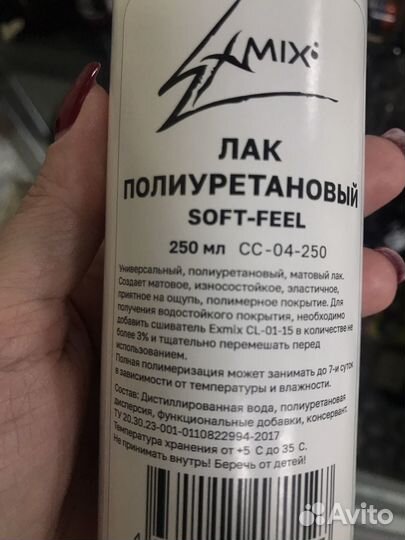 EXMIX
ЛАК
ПОЛИУРЕТАНОВЫЙ
SOFT-FEEL
250 мл CC-04-250
Универсальный, полиуретановый, матовый лак.
Создает матовое, износостойкое, эластичное,
приятное на ощупь, полимерное покрытие. Для
получения водостойкого покрытия, необходимо
добавить сшиватель Exmix CL-01-15 в количестве не
более 3% и тщательно перемешать перед
использованием.
Полная полимеризация может занимать до 7-и суток
в зависимости от температуры и влажности.
Состав: Дистиллированная вода, полиуретановая
дисперсия, функциональные добавки, консервант.
ТУ 20.30.23-001-0110822994-2017
Температура хранения от +5 С до 35 С.
Не принимать внутрь! Беречь от детей!
4
Avito